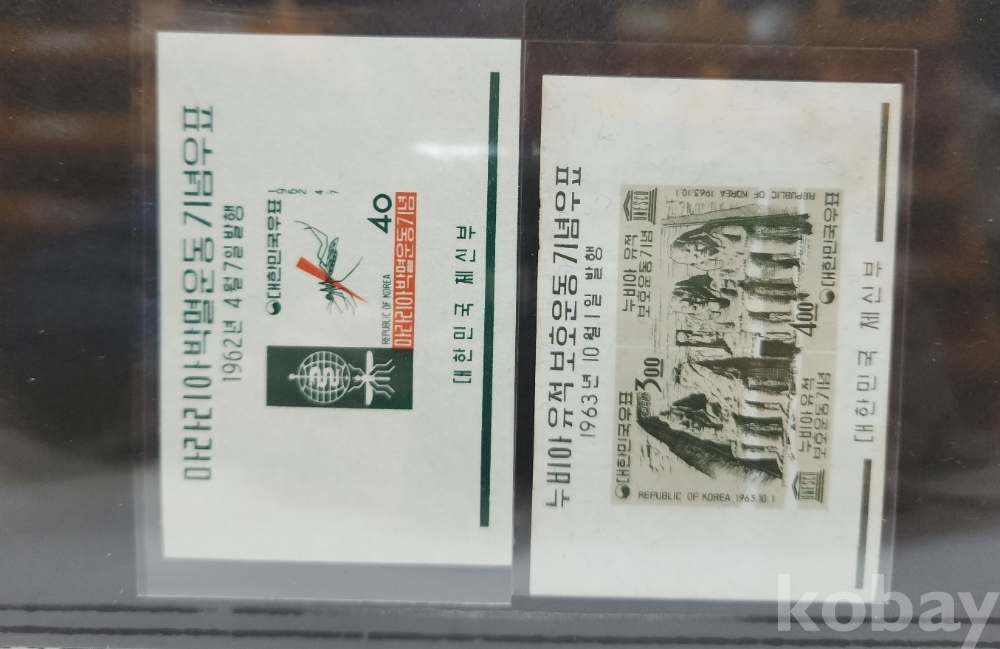 마라리아박멸운동 기념우표
1962년 4월 7일 발행
대한민국우표
1962 4 7
40
REPUBLIC OF KOREA
마라리아박멸운동기념
대한민국 체신부
누비아 유적 보호운동 기념우표
1963년 10월 1일 발행
대한민국우표
3 00
누비아 유적
보호운동기념
UNESCO
REPUBLIC OF KOREA 1963.10.1
대한민국우표
4 00
누비아 유적
보호운동기념
UNESCO
REPUBLIC OF KOREA 1963.10.1
대한민국 체신부
kobay